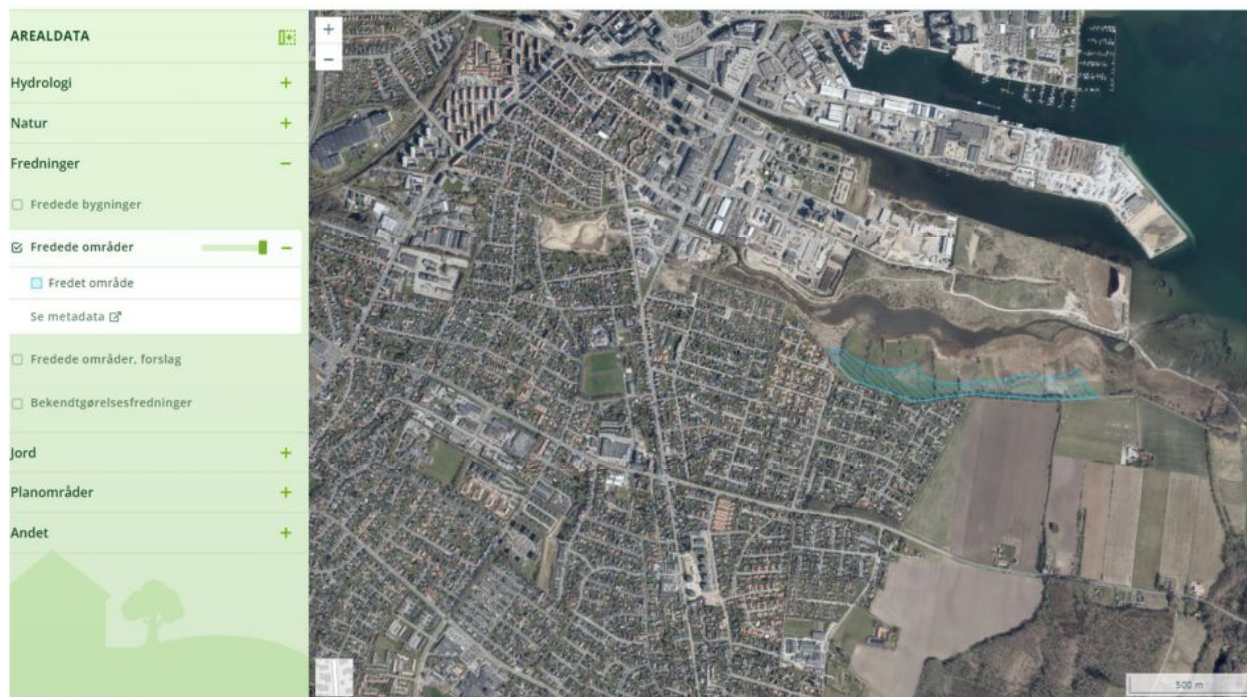 AREALDATA
Hydrologi
Natur
Fredninger
Fredede bygninger
Fredede områder
Fredet område
Se metadata
Fredede områder, forslag
Bekendtgørelsesfredninger
Jord
Planområder
Andet
500 m